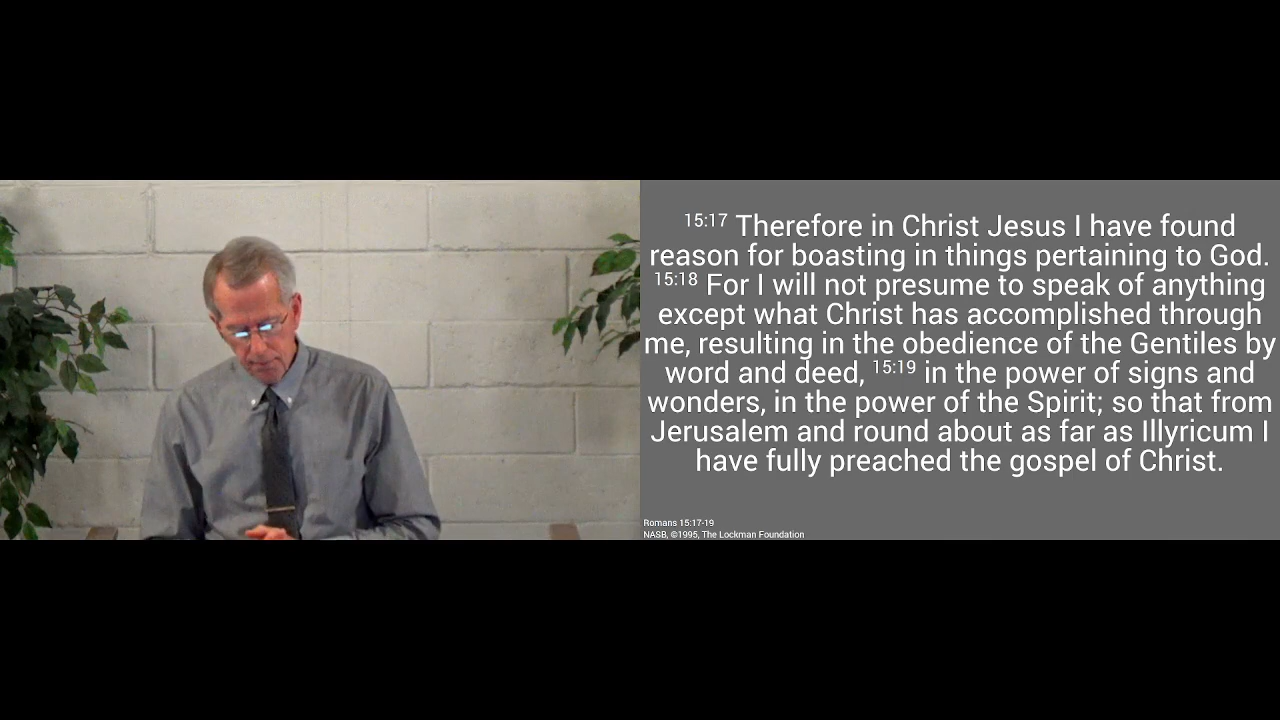 15:17 Therefore in Christ Jesus I have found
reason for boasting in things pertaining to God.
15:18 For I will not presume to speak of anything
except what Christ has accomplished through
me, resulting in the obedience of the Gentiles by
word and deed, 15:19 in the power of signs and
wonders, in the power of the Spirit; so that from
Jerusalem and round about as far as Illyricum I
have fully preached the gospel of Christ.
Romans 15:17-19
NASB, ©1995, The Lockman Foundation